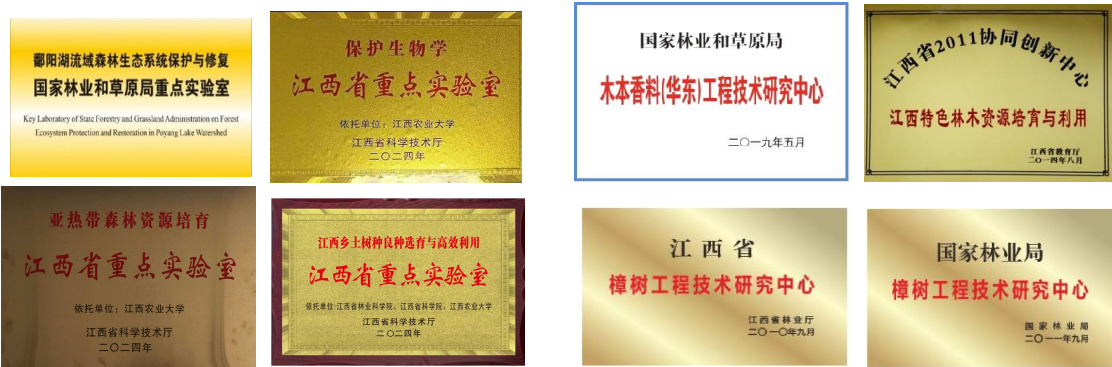 鄱阳湖流域森林生态系统保护与修复
国家林业和草原局重点实验室
Key Laboratory of State Forestry and Grassland Administration on Forest
Ecosystem Protection and Restoration in Poyang Lake Watershed
保护生物学
江西省重点实验室
依托单位：江西农业大学
江西省科学技术厅
二〇二四年
国家林业和草原局
木本香料(华东)工程技术研究中心
二〇一九年五月
江西省2011协同创新中心
江西特色林木资源培育与利用
江西省教育厅
二〇一四年八月
亚热带森林资源培育
江西省重点实验室
依托单位：江西农业大学
江西省科学技术厅
二〇二四年
江西乡土树种良种选育与高效利用
江西省重点实验室
依托单位:江西省林业科学院、江西省科学院、江西农业大学
江西省科学技术厅
二〇二四年
江西省
樟树工程技术研究中心
江西省林业厅
二〇一〇年九月
国家林业局
樟树工程技术研究中心
国家林业局
二〇一一年九月